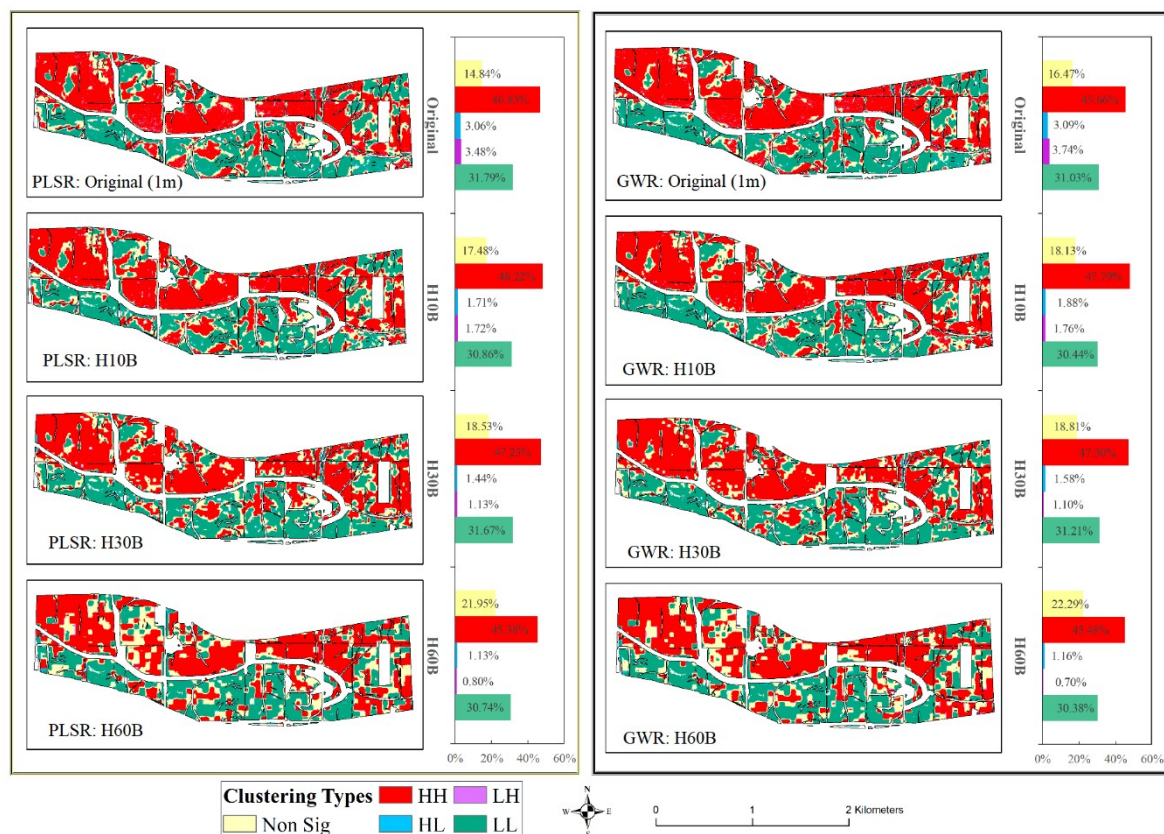 PLSR: Original (1m)
14.84%
46.83%
3.06%
3.48%
31.79%
Original
PLSR: H10B
17.48%
48.22%
1.71%
1.72%
30.86%
H10B
PLSR: H30B
18.53%
47.23%
1.44%
1.13%
31.67%
H30B
PLSR: H60B
21.95%
45.38%
1.13%
0.80%
30.74%
H60B
0% 20% 40% 60%
GWR: Original (1m)
16.47%
45.66%
3.09%
3.74%
31.03%
Original
GWR: H10B
18.13%
47.79%
1.88%
1.76%
30.44%
H10B
GWR: H30B
18.81%
47.30%
1.58%
1.10%
31.21%
H30B
GWR: H60B
22.29%
45.48%
1.16%
0.70%
30.38%
H60B
0% 20% 40% 60%
Clustering Types HH LH
Non Sig HL LL
N
W E
S
0 1 2 Kilometers